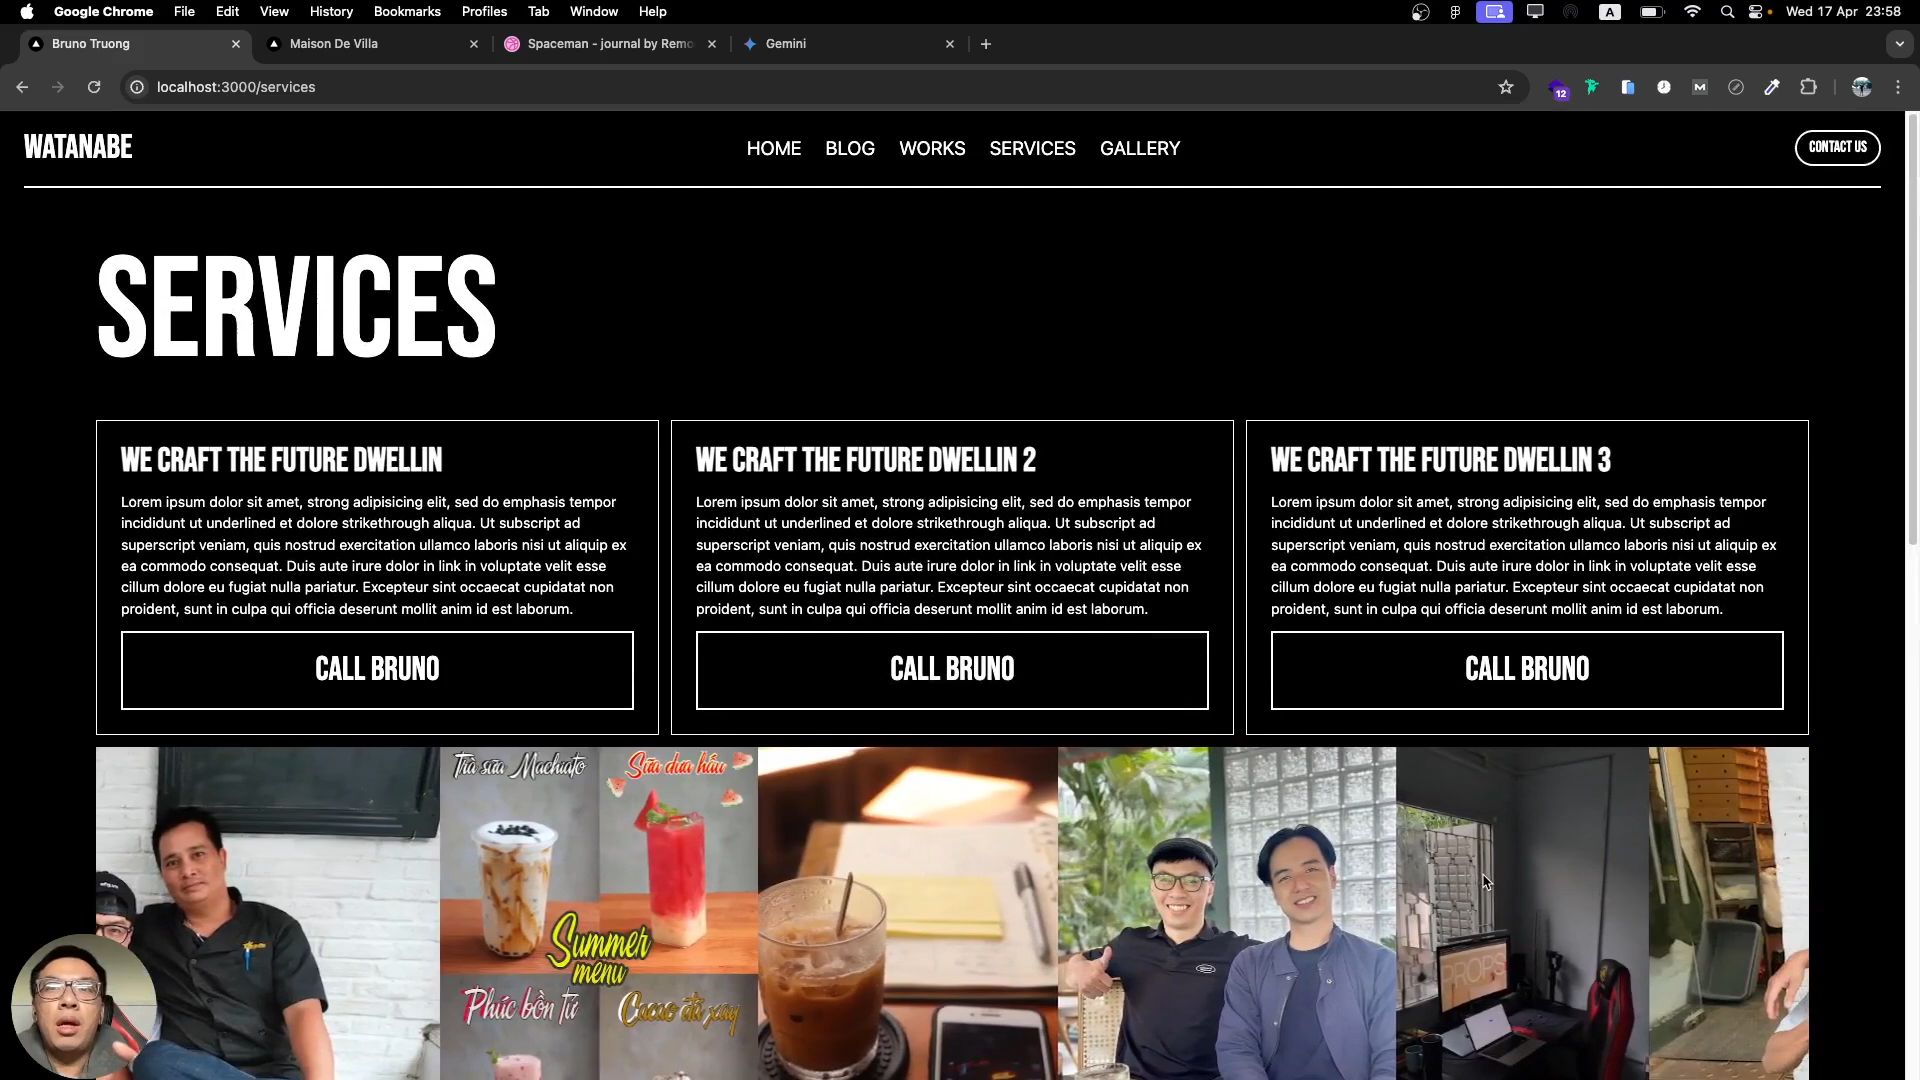 Google Chrome File Edit View History Bookmarks Profiles Tab Window Help
A
Wed 17 Apr 23:58
Bruno Truong
Maison De Villa
Spaceman - journal by Remo
Gemini
localhost:3000/services
12
M
WATANABE
HOME BLOG WORKS SERVICES GALLERY
CONTACT US
SERVICES
WE CRAFT THE FUTURE DWELLIN
Lorem ipsum dolor sit amet, strong adipisicing elit, sed do emphasis tempor
incididunt ut underlined et dolore strikethrough aliqua. Ut subscript ad
superscript veniam, quis nostrud exercitation ullamco laboris nisi ut aliquip ex
ea commodo consequat. Duis aute irure dolor in link in voluptate velit esse
cillum dolore eu fugiat nulla pariatur. Excepteur sint occaecat cupidatat non
proident, sunt in culpa qui officia deserunt mollit anim id est laborum.
CALL BRUNO
WE CRAFT THE FUTURE DWELLIN 2
Lorem ipsum dolor sit amet, strong adipisicing elit, sed do emphasis tempor
incididunt ut underlined et dolore strikethrough aliqua. Ut subscript ad
superscript veniam, quis nostrud exercitation ullamco laboris nisi ut aliquip ex
ea commodo consequat. Duis aute irure dolor in link in voluptate velit esse
cillum dolore eu fugiat nulla pariatur. Excepteur sint occaecat cupidatat non
proident, sunt in culpa qui officia deserunt mollit anim id est laborum.
CALL BRUNO
WE CRAFT THE FUTURE DWELLIN 3
Lorem ipsum dolor sit amet, strong adipisicing elit, sed do emphasis tempor
incididunt ut underlined et dolore strikethrough aliqua. Ut subscript ad
superscript veniam, quis nostrud exercitation ullamco laboris nisi ut aliquip ex
ea commodo consequat. Duis aute irure dolor in link in voluptate velit esse
cillum dolore eu fugiat nulla pariatur. Excepteur sint occaecat cupidatat non
proident, sunt in culpa qui officia deserunt mollit anim id est laborum.
CALL BRUNO
Trà sữa Machiato
Sữa dưa hấu
Summer
menu
Phúc bồn tử
Cacao đá xay
PROPS